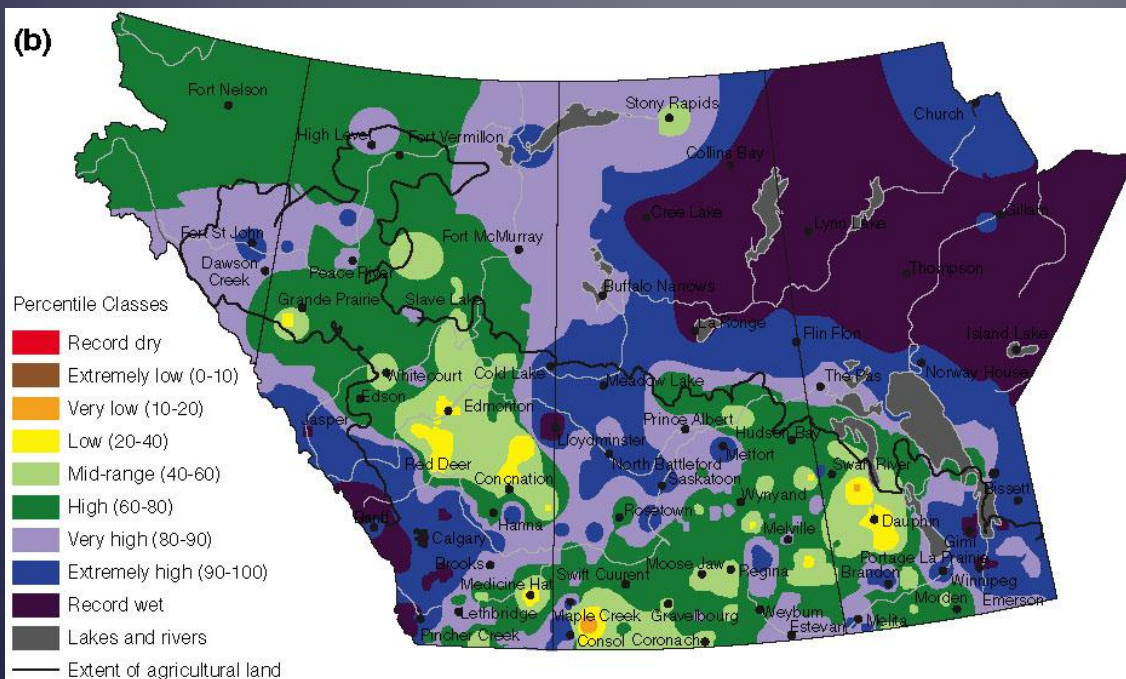 (b)
Fort Nelson
Stony Rapids
Church
High Level
Fort Vermillon
Collins Bay
Cree Lake
Gillam
Lynn Lake
Fort St John
Fort McMurray
Dawson Creek
Peace River
Thompson
Buffalo Narrows
Grande Prairie
Slave Lake
La Ronge
Flin Flon
Island Lake
Whitecourt
Cold Lake
Meadow Lake
The Pas
Norway House
Edson
Edmonton
Prince Albert
Jasper
Lloydminster
Hudson Bay
Metfort
Red Deer
North Battleford
Swan River
Saskatoon
Coronation
Wynyard
Bissett
Banff
Hanna
Rosetown
Melville
Dauphin
Calgary
Gimli
Portage La Prairie
Brooks
Moose Jaw
Regina
Brandon
Winnipeg
Medicine Hat
Swift Cuurent
Lethbridge
Maple Creek
Gravelbourg
Weyburn
Morden
Emerson
Pincher Creek
Consol
Coronach
Estevan
Melita
Percentile Classes
Record dry
Extremely low (0-10)
Very low (10-20)
Low (20-40)
Mid-range (40-60)
High (60-80)
Very high (80-90)
Extremely high (90-100)
Record wet
Lakes and rivers
Extent of agricultural land